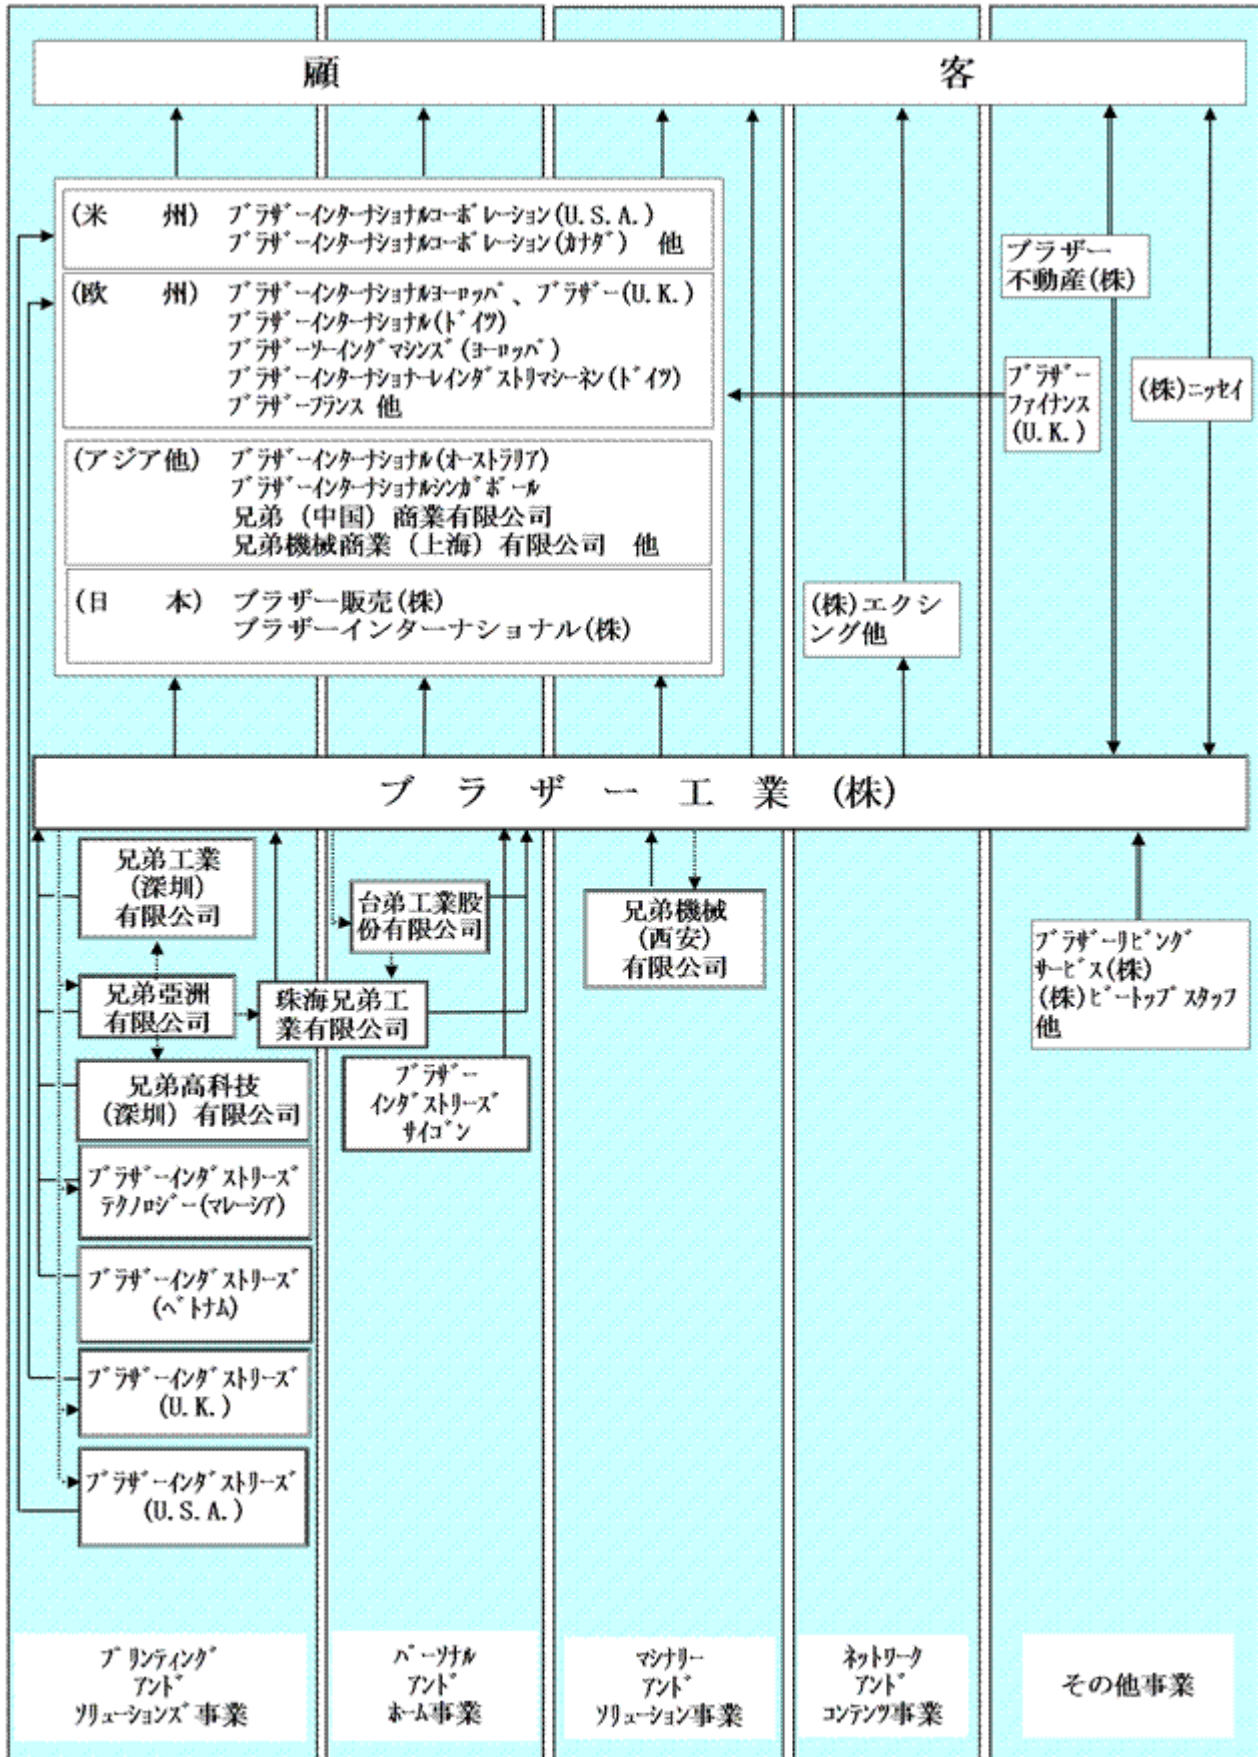 顧客
(米　州) ブラザーインターナショナルコーポレーション(U.S.A.)
ブラザーインターナショナルコーポレーション(カナダ) 他
(欧　州) ブラザーインターナショナルヨーロッパ、ブラザー(U.K.)
ブラザーインターナショナル(ドイツ)
ブラザーソーイングマシンズ(ヨーロッパ)
ブラザーインターナショナーレインダストリマシーネン(ドイツ)
ブラザーフランス 他
(アジア他) ブラザーインターナショナル(オーストラリア)
ブラザーインターナショナルシンガポール
兄弟（中国）商業有限公司
兄弟機械商業（上海）有限公司　他
(日　本) ブラザー販売(株)
ブラザーインターナショナル(株)
(株)エクシ
ング他
ブラザー
不動産(株)
ブラザー
ファイナンス
(U.K.)
(株)ニッセイ
ブラザー工業(株)
兄弟工業
(深圳)
有限公司
兄弟亞洲
有限公司
兄弟高科技
(深圳) 有限公司
ブラザーインダストリーズ
テクノロジー(マレーシア)
ブラザーインダストリーズ
(ベトナム)
ブラザーインダストリーズ
(U.K.)
ブラザーインダストリーズ
(U.S.A.)
台弟工業股
份有限公司
珠海兄弟工
業有限公司
ブラザー
インダストリーズ
サイゴン
兄弟機械
(西安)
有限公司
ブラザーリビング
サービス(株)
(株)ビートップスタッフ
他
プリンティング
アンド
ソリューションズ事業
パーソナル
アンド
ホーム事業
マシナリー
アンド
ソリューション事業
ネットワーク
アンド
コンテンツ事業
その他事業